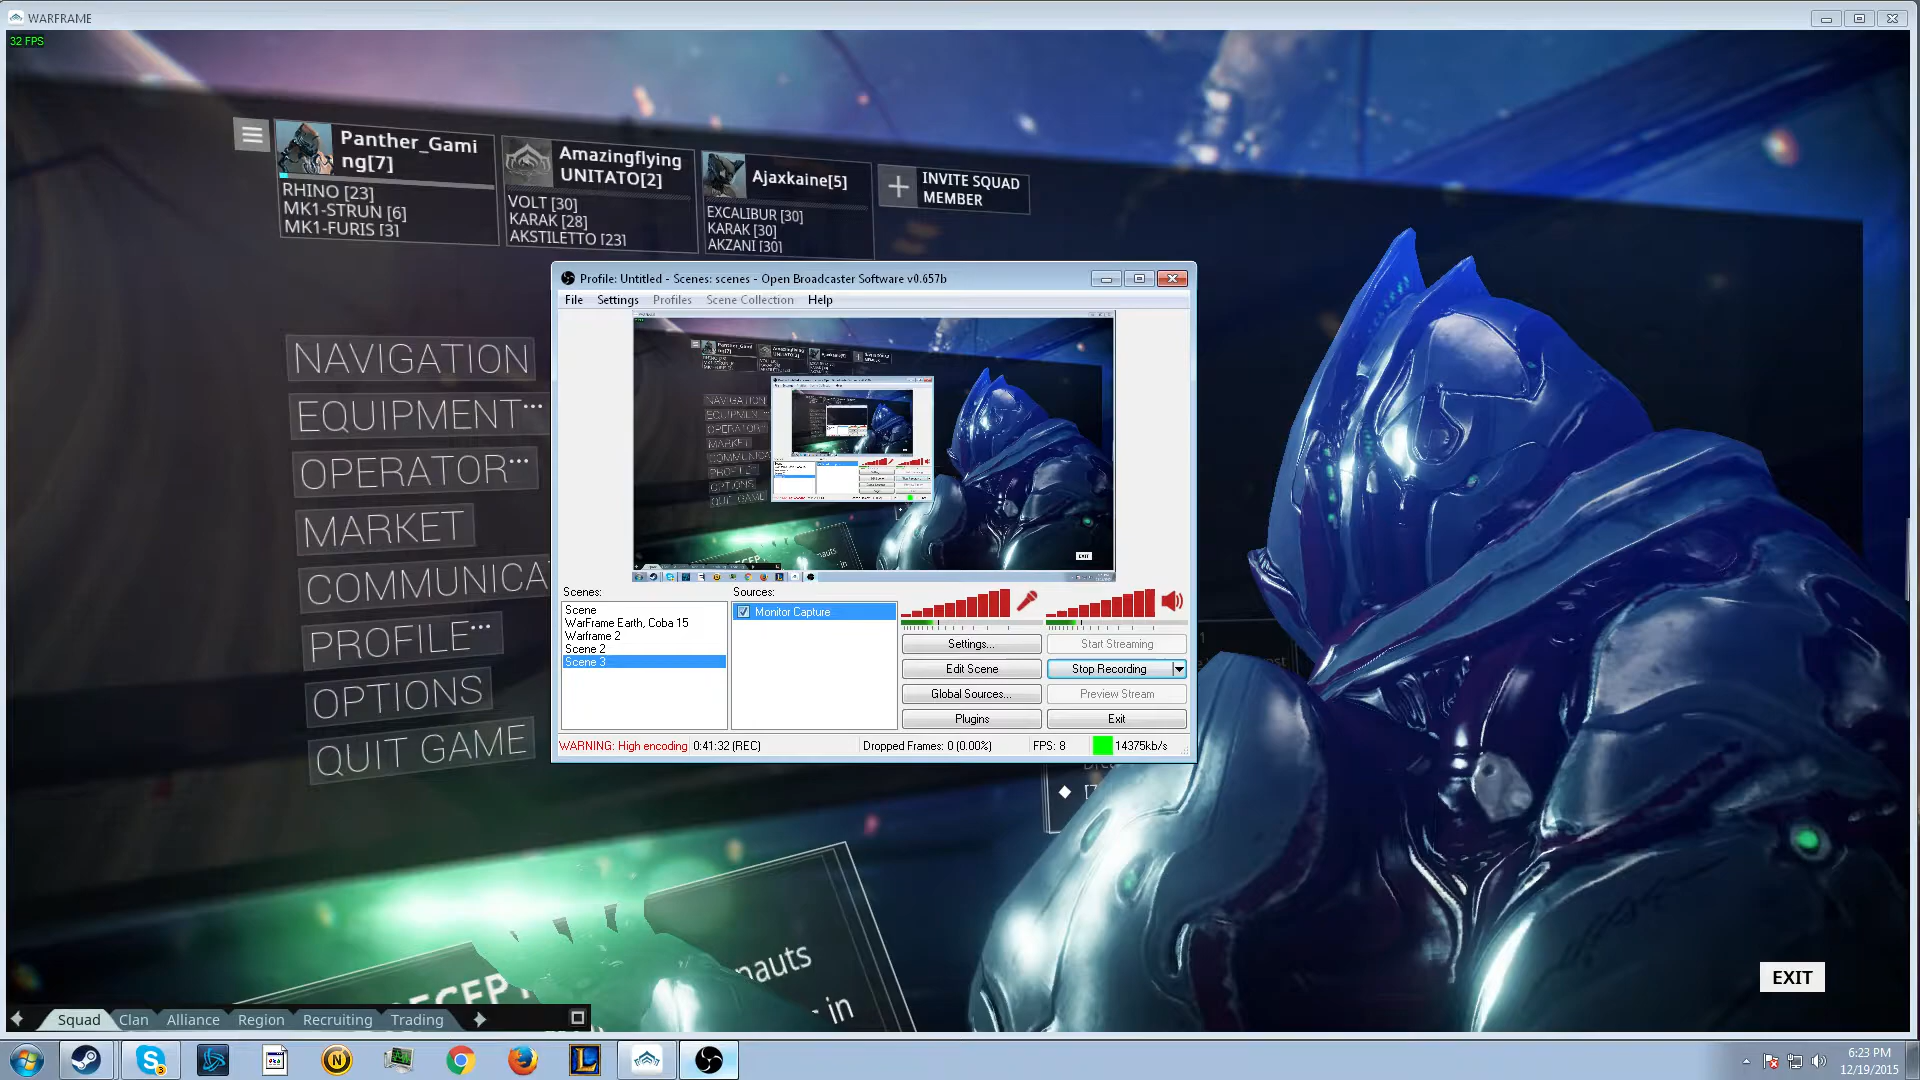 WARFRAME
32 FPS
Panther_Gami
ng[7]
RHINO [23]
MK1-STRUN [6]
MK1-FURIS [3]
Amazingflying
UNITATO[2]
VOLT [30]
KARAK [28]
AKSTILETTO [23]
Ajaxkaine[5]
EXCALIBUR [30]
KARAK [30]
AKZANI [30]
INVITE SQUAD
MEMBER
NAVIGATION
EQUIPMENT...
OPERATOR...
MARKET
COMMUNICA
PROFILE...
OPTIONS
QUIT GAME
Profile: Untitled - Scenes: scenes - Open Broadcaster Software v0.657b
File Settings Profiles Scene Collection Help
Scenes:
Scene
WarFrame Earth, Coba 15
Warframe 2
Scene 2
Scene 3
Sources:
Monitor Capture
Settings...
Start Streaming
Edit Scene
Stop Recording
Global Sources...
Preview Stream
Plugins
Exit
WARNING: High encoding 0:41:32 (REC) Dropped Frames: 0 (0.00%) FPS: 8 14375kb/s
nauts
in
EXIT
Squad Clan Alliance Region Recruiting Trading
6:23 PM
12/19/2015